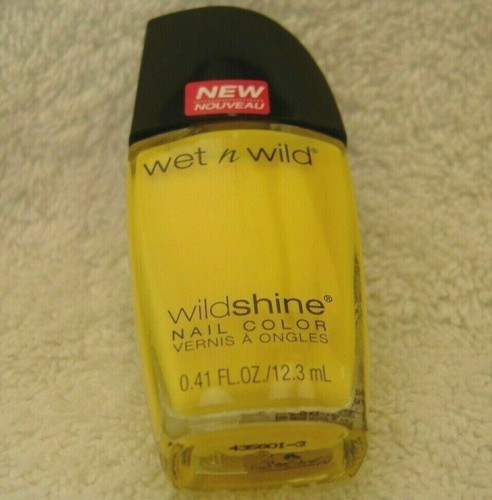 NEW
NOUVEAU
wet n wild®
wildshine®
NAIL COLOR
VERNIS À ONGLES
0.41 FL.OZ./12.3 mL